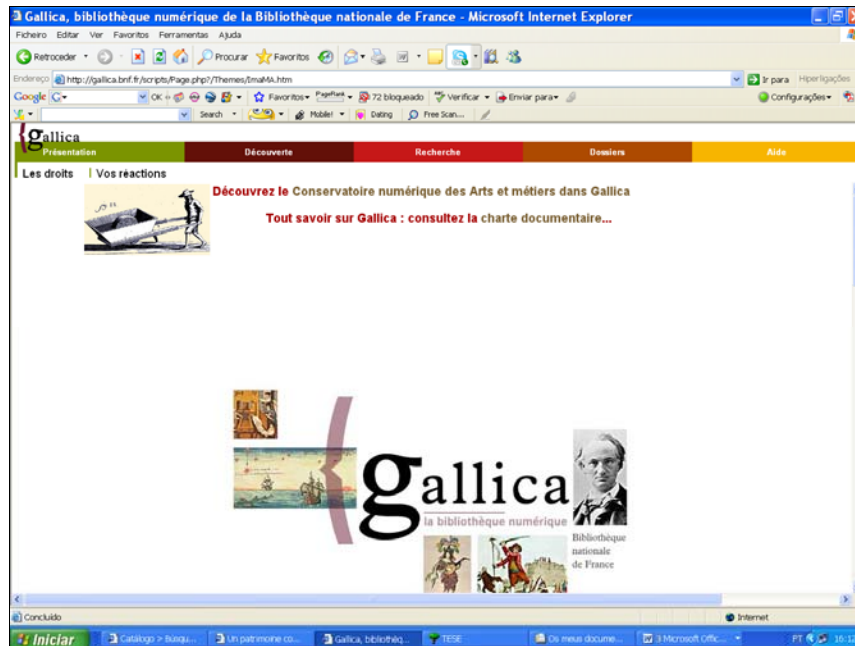 Gallica, bibliothèque numérique de la Bibliothèque nationale de France - Microsoft Internet Explorer
Ficheiro Editar Ver Favoritos Ferramentas Ajuda
Retroceder Procurar Favoritos
Endereço http://gallica.bnf.fr/scripts/Page.php?/Themes/ImaMA.htm Ir para Hiperligações
Google G OK Favoritos PageRank 72 bloqueado Verificar Enviar para Configurações
Search Mobile! Dating Free Scan...
gallica
Présentation Découverte Recherche Dossiers Aide
Les droits Vos réactions
Découvrez le Conservatoire numérique des Arts et métiers dans Gallica
Tout savoir sur Gallica : consultez la charte documentaire...
gallica
la bibliothèque numérique
Bibliothèque
nationale
de France
Concluído Internet
Iniciar Catálogo > Busqu... Un patrimoine co... Gallica, bibliothèq... TESE Os meus docume... 3 Microsoft Offic... PT 16:12